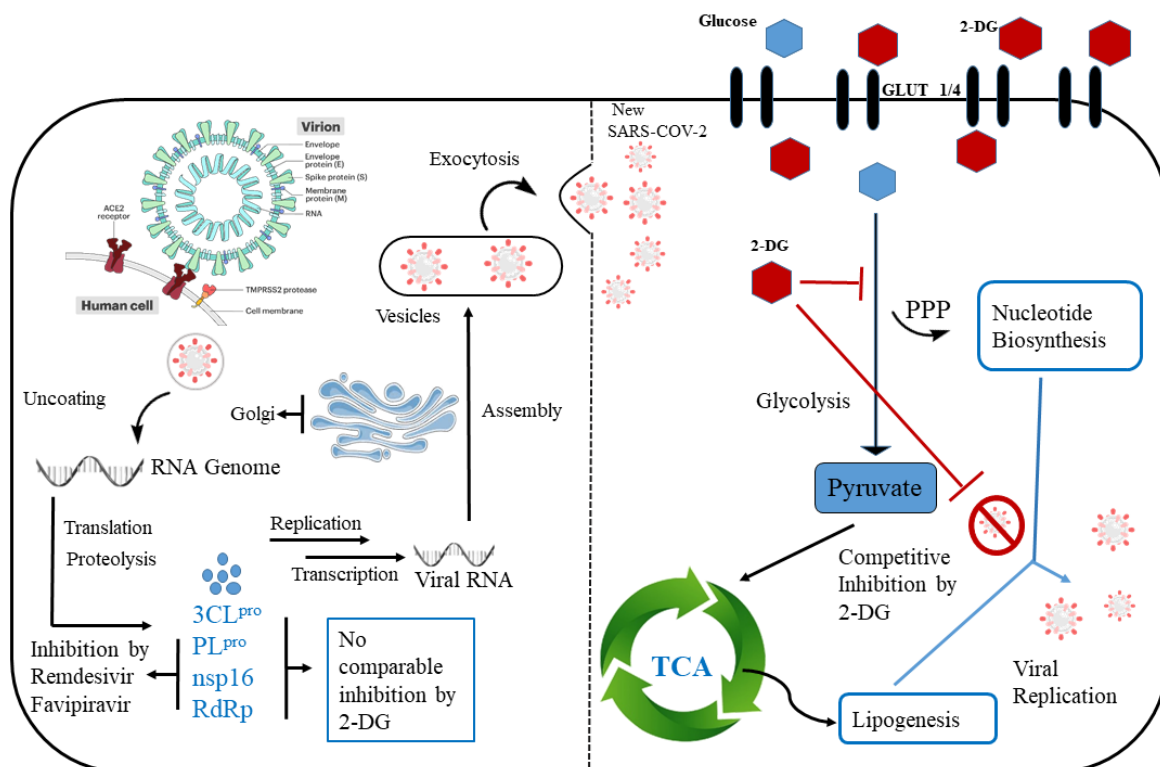 Virion
Envelope
Envelope
protein (E)
Spike protein (S)
Membrane
protein (M)
RNA
ACE2
receptor
TMPRSS2 protease
Human cell
Cell membrane
Exocytosis
Vesicles
Uncoating
Golgi
Assembly
RNA Genome
Translation
Proteolysis
Replication
Transcription
Viral RNA
3CLᵖʳᵒ
PLᵖʳᵒ
nsp16
RdRp
Inhibition by
Remdesivir
Favipiravir
No
comparable
inhibition by
2-DG
New
SARS-COV-2
Glucose
2-DG
GLUT 1/4
2-DG
PPP
Nucleotide
Biosynthesis
Glycolysis
Pyruvate
Competitive
Inhibition by
2-DG
TCA
Lipogenesis
Viral
Replication